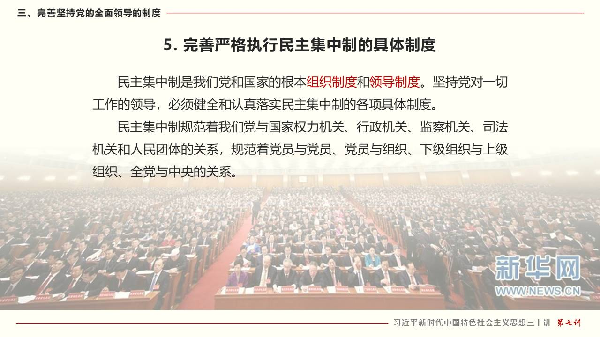 三、完善坚持党的全面领导的制度
5. 完善严格执行民主集中制的具体制度
民主集中制是我们党和国家的根本组织制度和领导制度。坚持党对一切
工作的领导，必须健全和认真落实民主集中制的各项具体制度。
民主集中制规范着我们党与国家权力机关、行政机关、监察机关、司法
机关和人民团体的关系，规范着党员与党员、党员与组织、下级组织与上级
组织、全党与中央的关系。
新华网
WWW.NEWS.CN
习近平新时代中国特色社会主义思想三十讲 第七讲